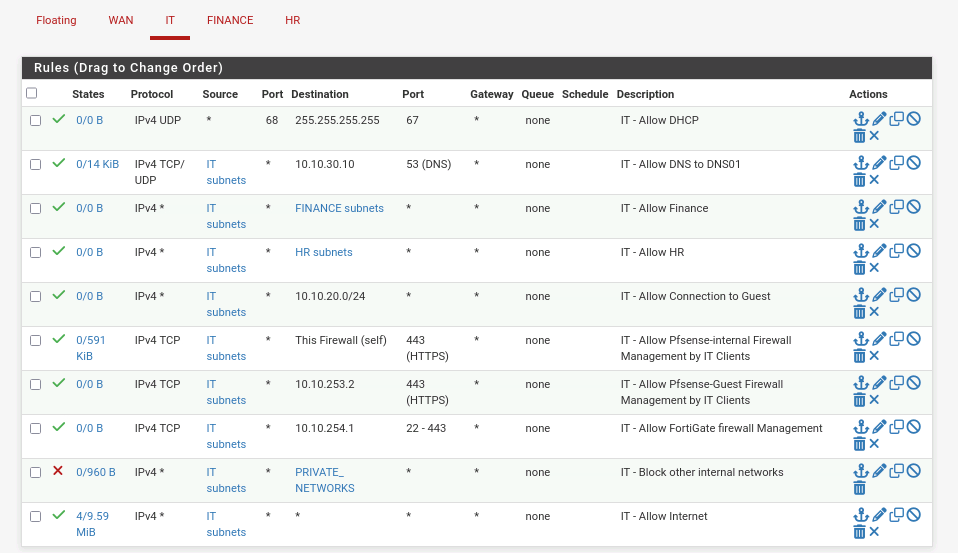 Floating WAN IT FINANCE HR
Rules (Drag to Change Order)
States Protocol Source Port Destination Port Gateway Queue Schedule Description Actions
0/0 B IPv4 UDP * 68 255.255.255.255 67 none IT - Allow DHCP
0/14 KiB IPv4 TCP/ IT * 10.10.30.10 53 (DNS) * none IT - Allow DNS to DNS01
UDP subnets
0/0 B IPv4 * IT * FINANCE subnets * * none IT - Allow Finance
subnets
0/0 B IPv4 * IT * HR subnets * * none IT - Allow HR
subnets
0/0 B IPv4 * IT * 10.10.20.0/24 * * none IT - Allow Connection to Guest
subnets
0/591 IPv4 TCP IT * This Firewall (self) 443 * none IT - Allow Pfsense-internal Firewall
KiB subnets (HTTPS) Management by IT Clients
0/0 B IPv4 TCP IT * 10.10.253.2 443 * none IT - Allow Pfsense-Guest Firewall
subnets (HTTPS) Management by IT Clients
0/0 B IPv4 TCP IT * 10.10.254.1 22 - 443 * none IT - Allow FortiGate firewall Management
subnets
0/960 B IPv4 * IT * PRIVATE_ * * none IT - Block other internal networks
subnets NETWORKS
4/9.59 IPv4 * IT * * * * none IT - Allow Internet
MiB subnets